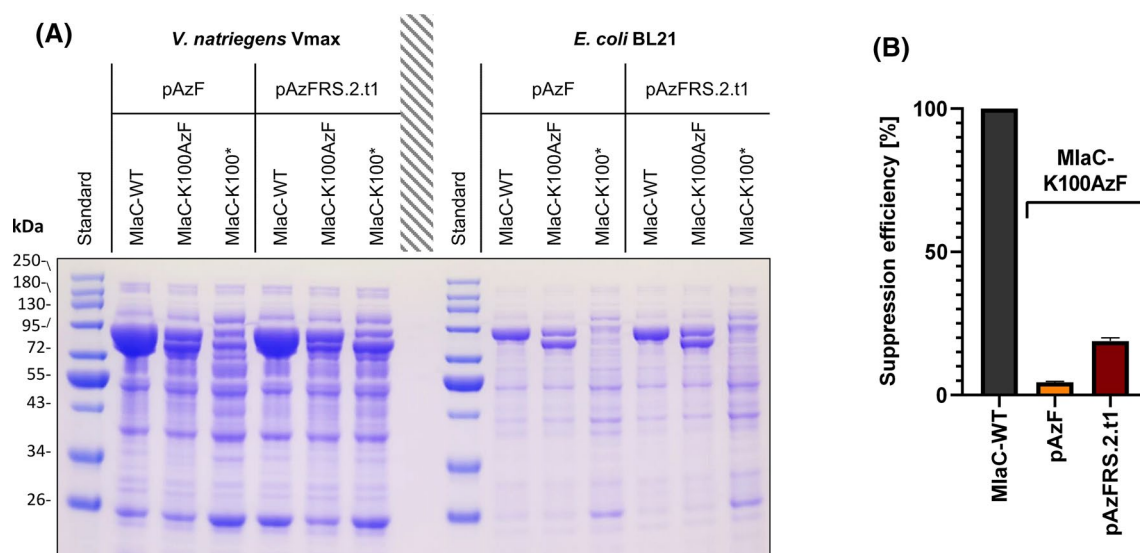 (A)
V. natriegens Vmax
E. coli BL21
pAzF
pAzFRS.2.t1
pAzF
pAzFRS.2.t1
kDa
Standard
MlaC-WT
MlaC-K100AzF
MlaC-K100*
MlaC-WT
MlaC-K100AzF
MlaC-K100*
Standard
MlaC-WT
MlaC-K100AzF
MlaC-K100*
MlaC-WT
MlaC-K100AzF
MlaC-K100*
250-\
180-\
130-
95-/
72-
55-
43-
34-
26-
(B)
Suppression efficiency [%]
100
50
0
MlaC-
K100AzF
MlaC-WT
pAzF
pAzFRS.2.t1